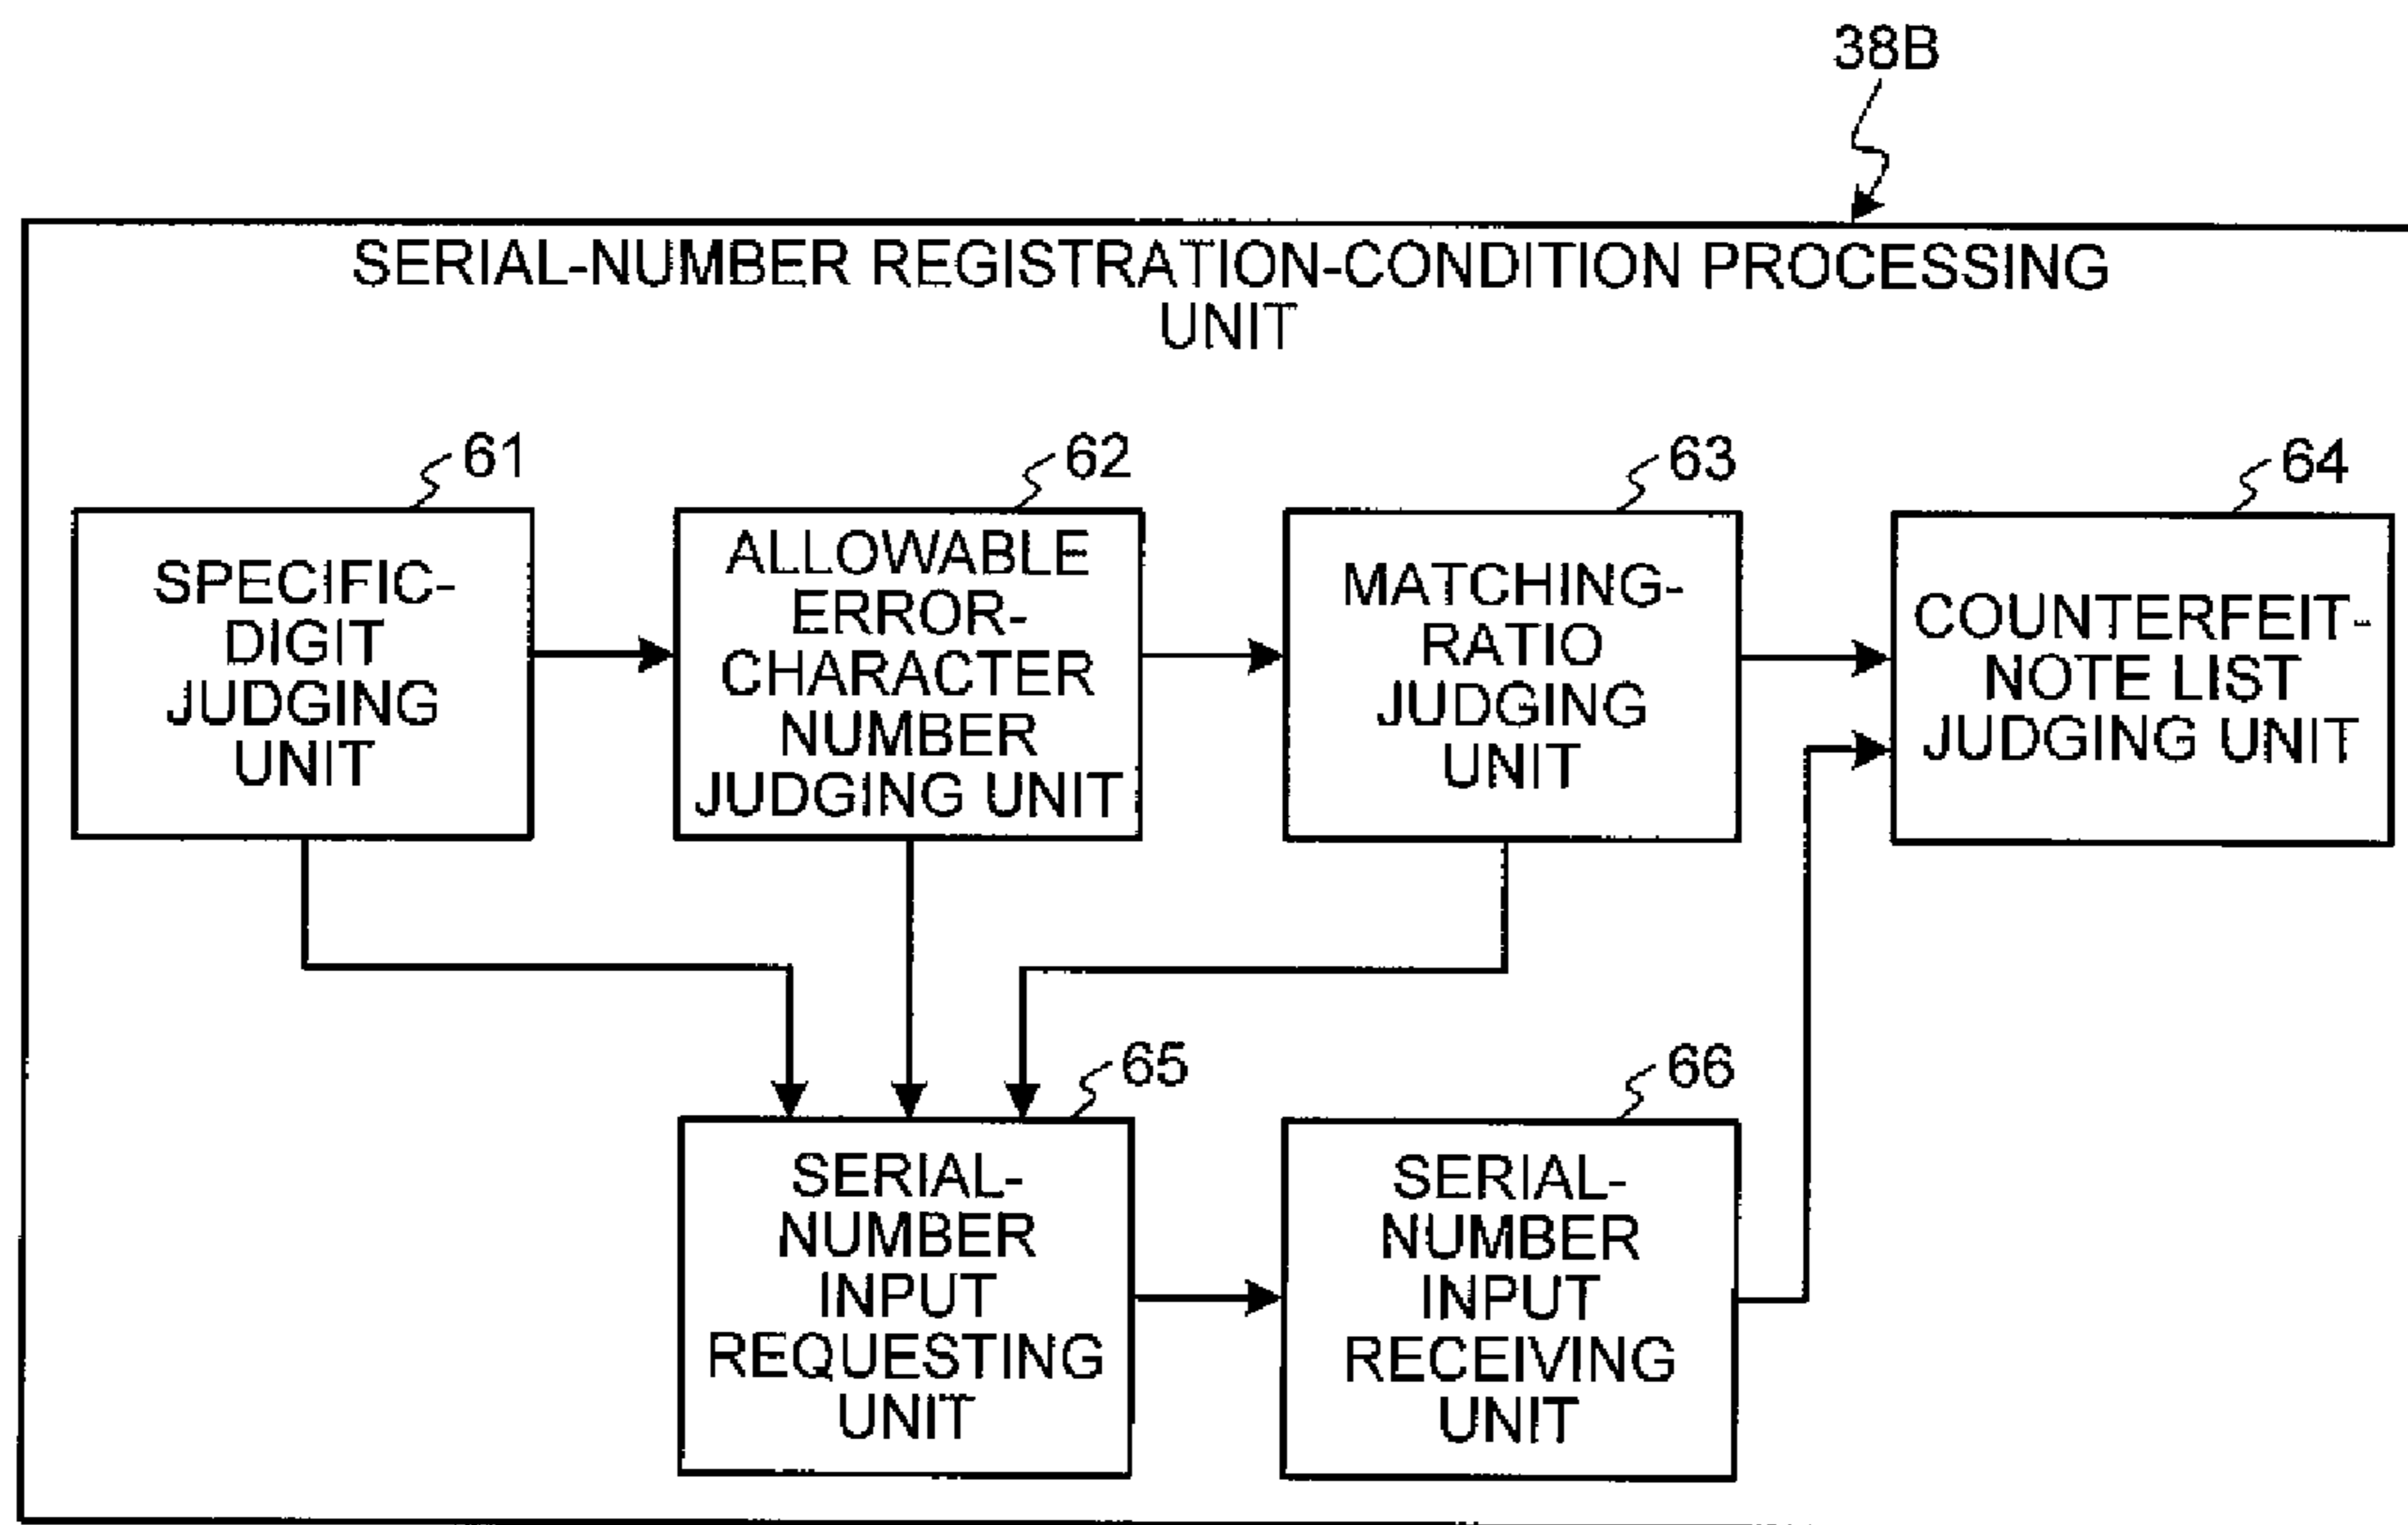 38B
SERIAL-NUMBER REGISTRATION-CONDITION PROCESSING
UNIT
61
SPECIFIC-
DIGIT
JUDGING
UNIT
62
ALLOWABLE
ERROR-
CHARACTER
NUMBER
JUDGING UNIT
63
MATCHING-
RATIO
JUDGING
UNIT
64
COUNTERFEIT-
NOTE LIST
JUDGING UNIT
65
SERIAL-
NUMBER
INPUT
REQUESTING
UNIT
66
SERIAL-
NUMBER
INPUT
RECEIVING
UNIT